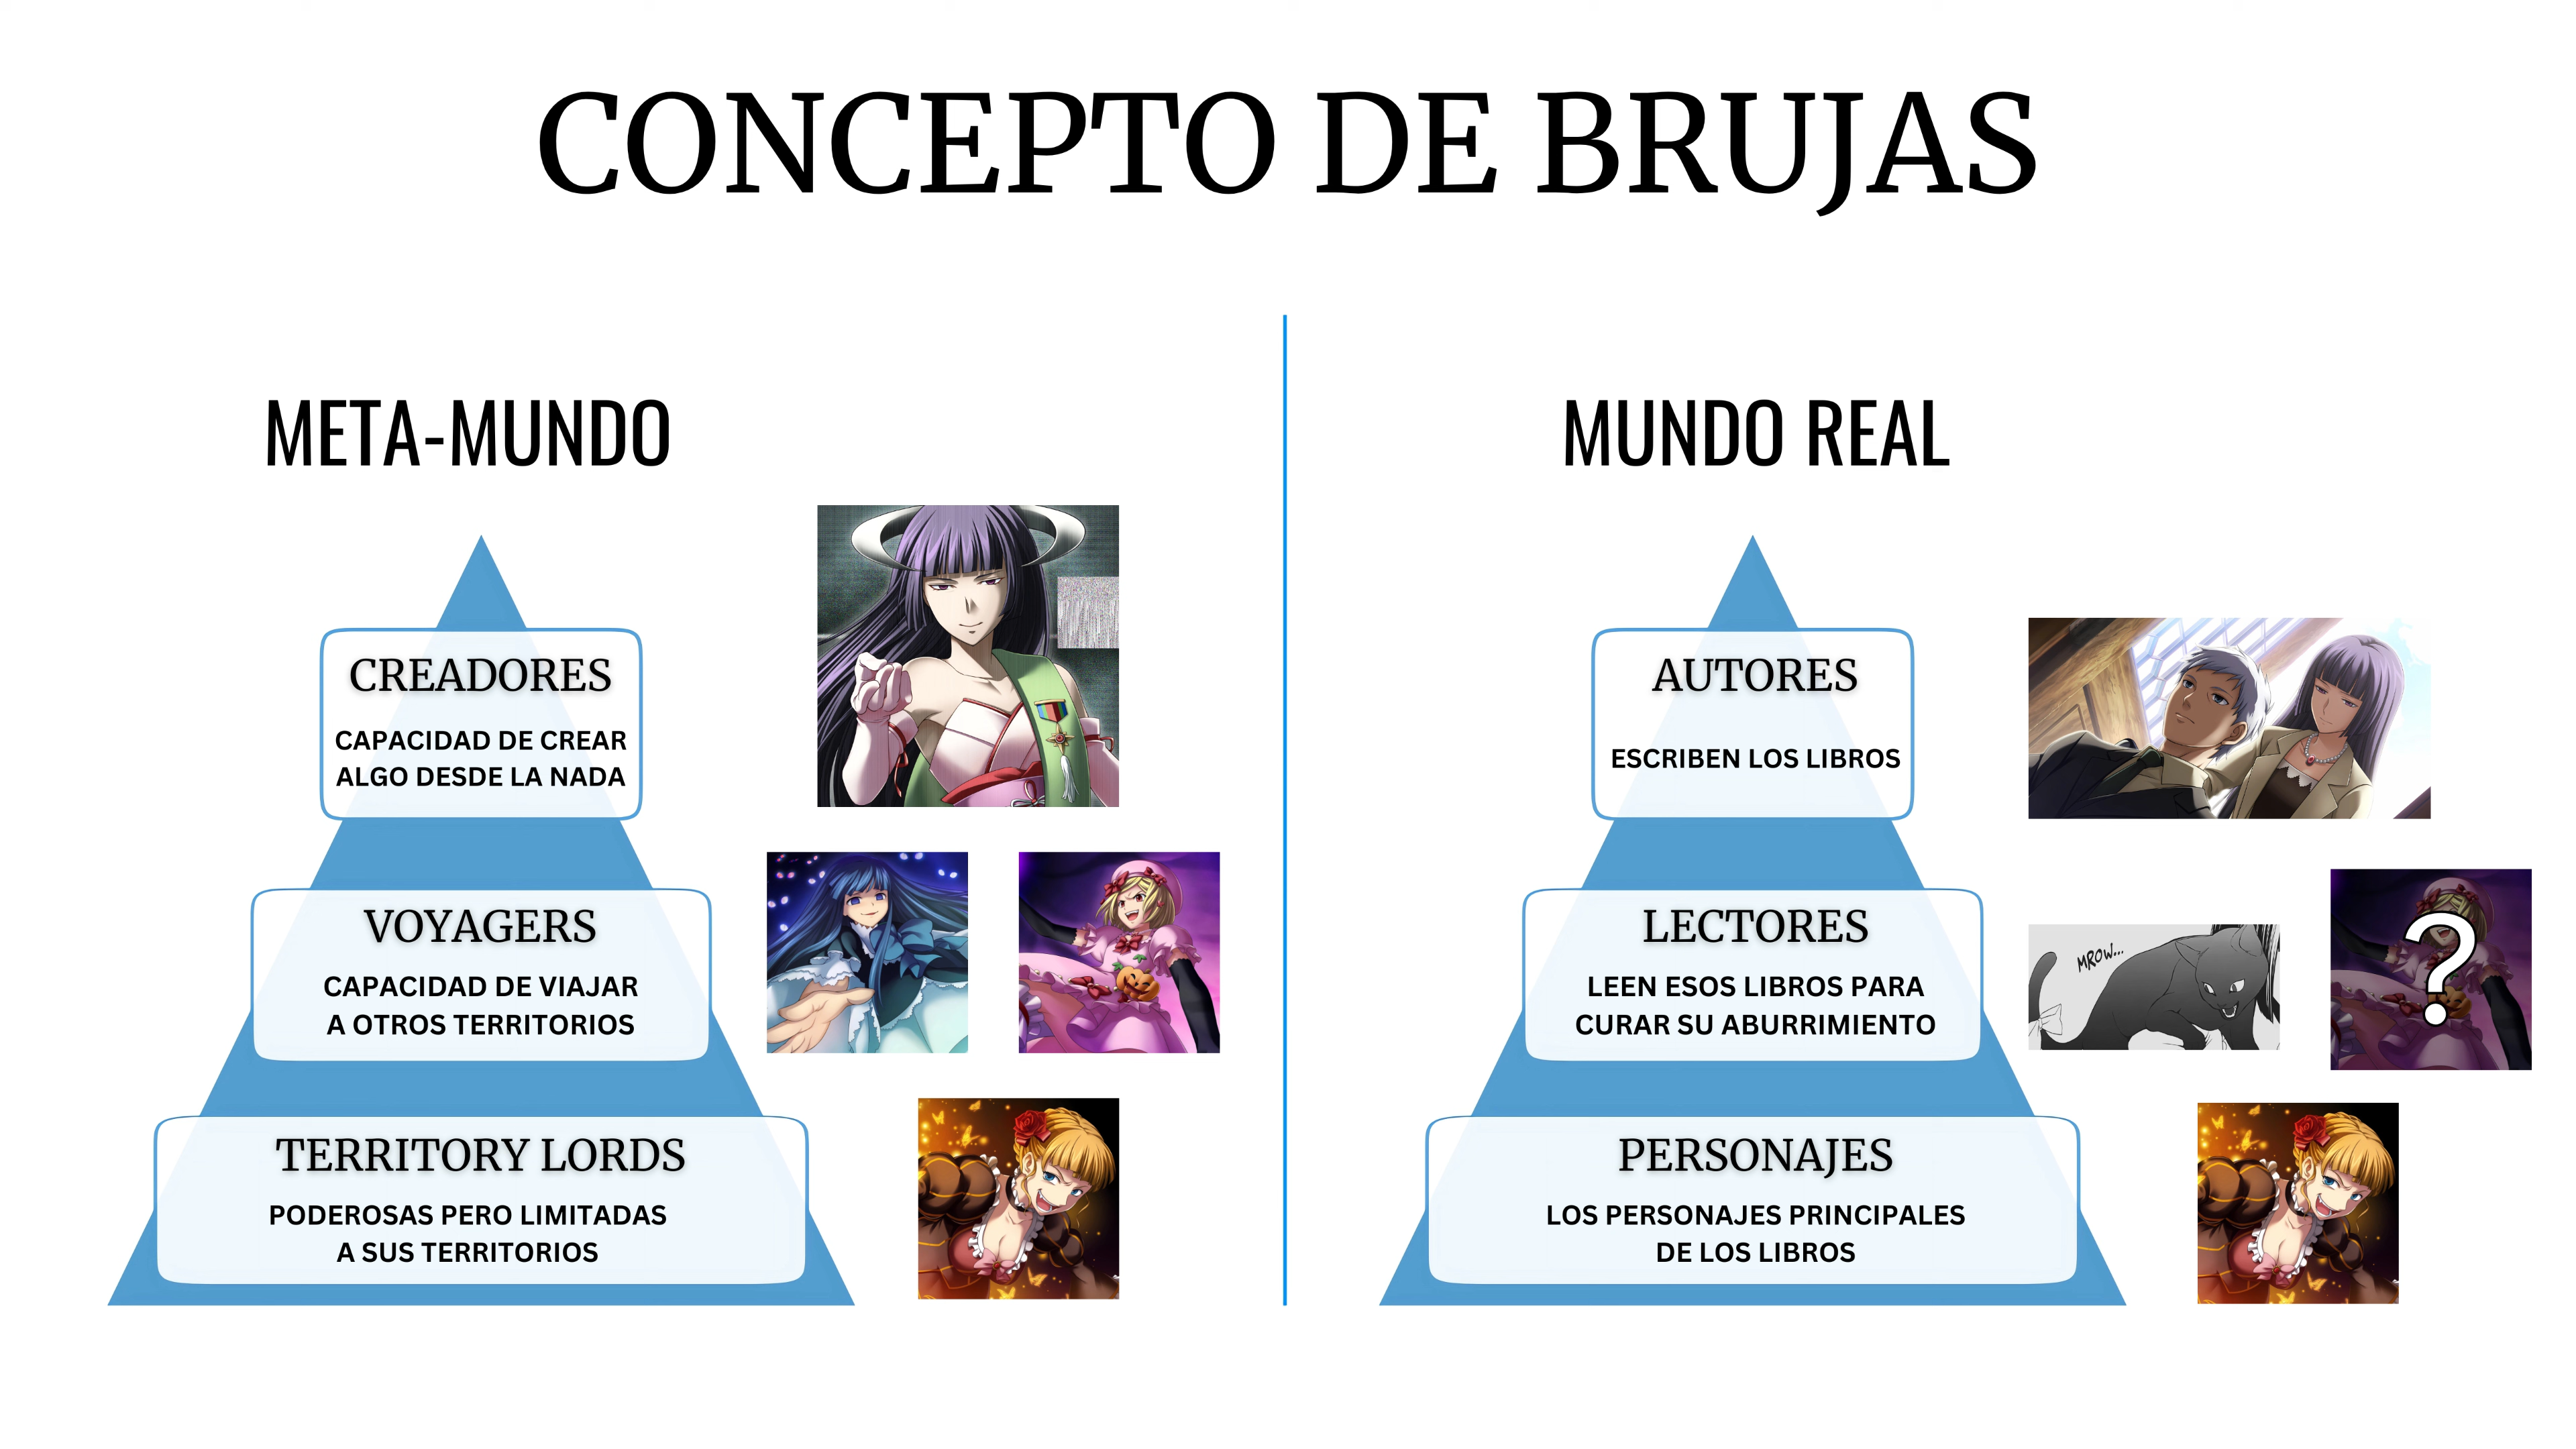 CONCEPTO DE BRUJAS
META-MUNDO
CREADORES
CAPACIDAD DE CREAR
ALGO DESDE LA NADA
VOYAGERS
CAPACIDAD DE VIAJAR
A OTROS TERRITORIOS
TERRITORY LORDS
PODEROSAS PERO LIMITADAS
A SUS TERRITORIOS
MUNDO REAL
AUTORES
ESCRIBEN LOS LIBROS
LECTORES
LEEN ESOS LIBROS PARA
CURAR SU ABURRIMIENTO
MROW...
?
PERSONAJES
LOS PERSONAJES PRINCIPALES
DE LOS LIBROS